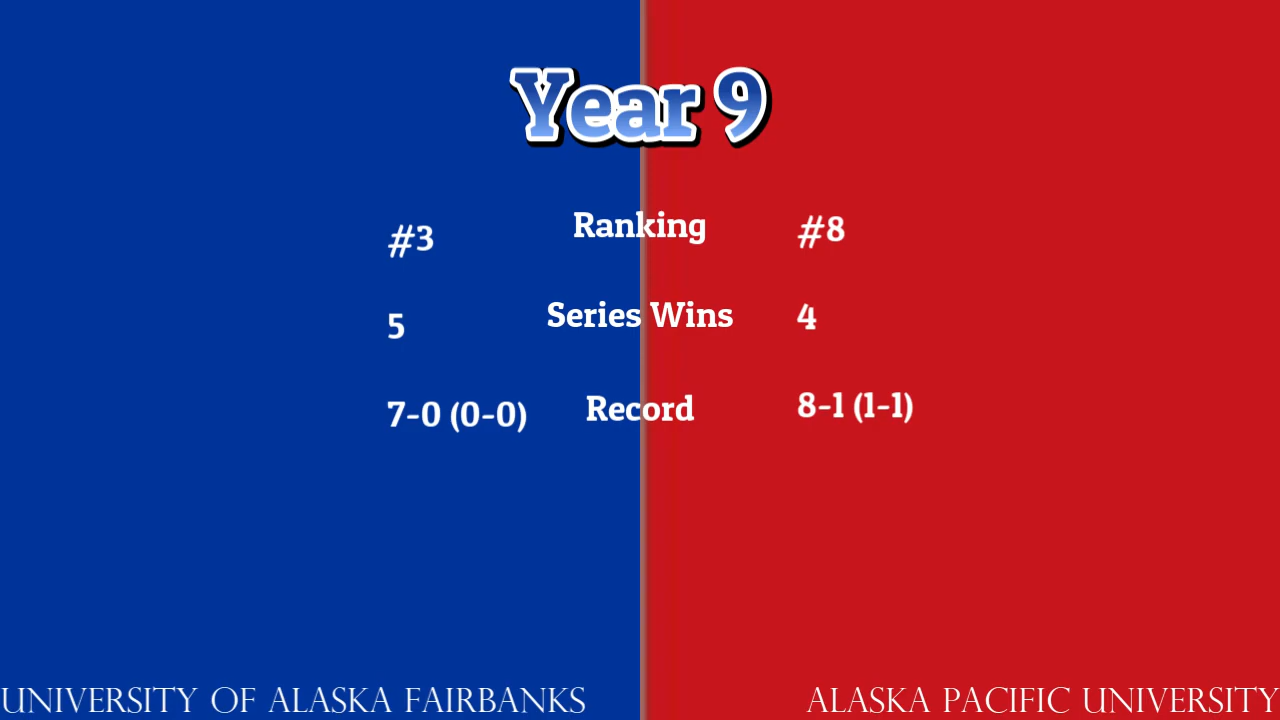 Year 9
#3 Ranking #8
5 Series Wins 4
7-0 (0-0) Record 8-1 (1-1)
UNIVERSITY OF ALASKA FAIRBANKS ALASKA PACIFIC UNIVERSITY